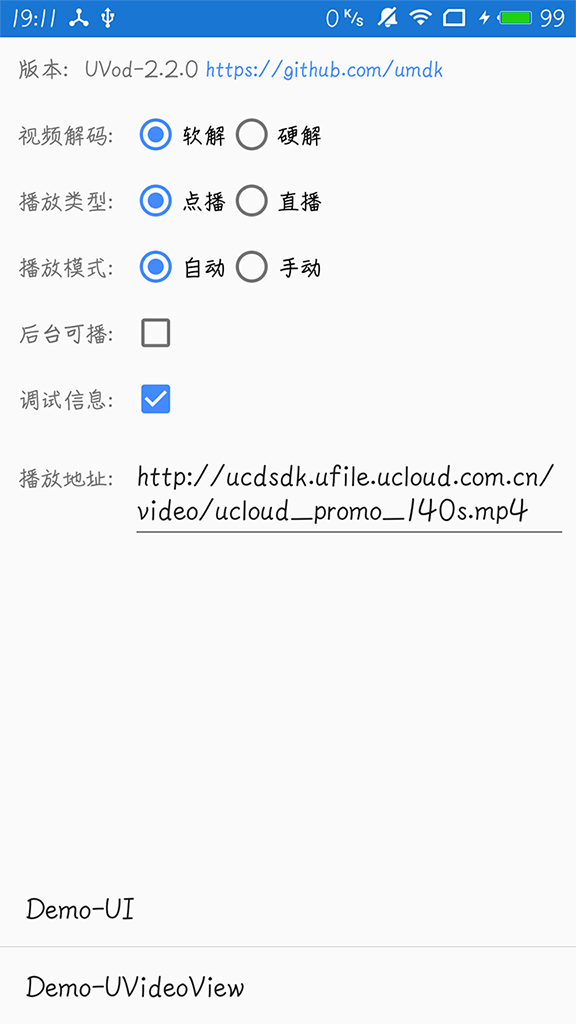 19:11 0 K/s 99
版本: UVod-2.2.0 https://github.com/umdk
视频解码: 软解 硬解
播放类型: 点播 直播
播放模式: 自动 手动
后台可播:
调试信息:
播放地址: http://ucdsdk.ufile.ucloud.com.cn/
video/ucloud_promo_140s.mp4
Demo-UI
Demo-UVideoView